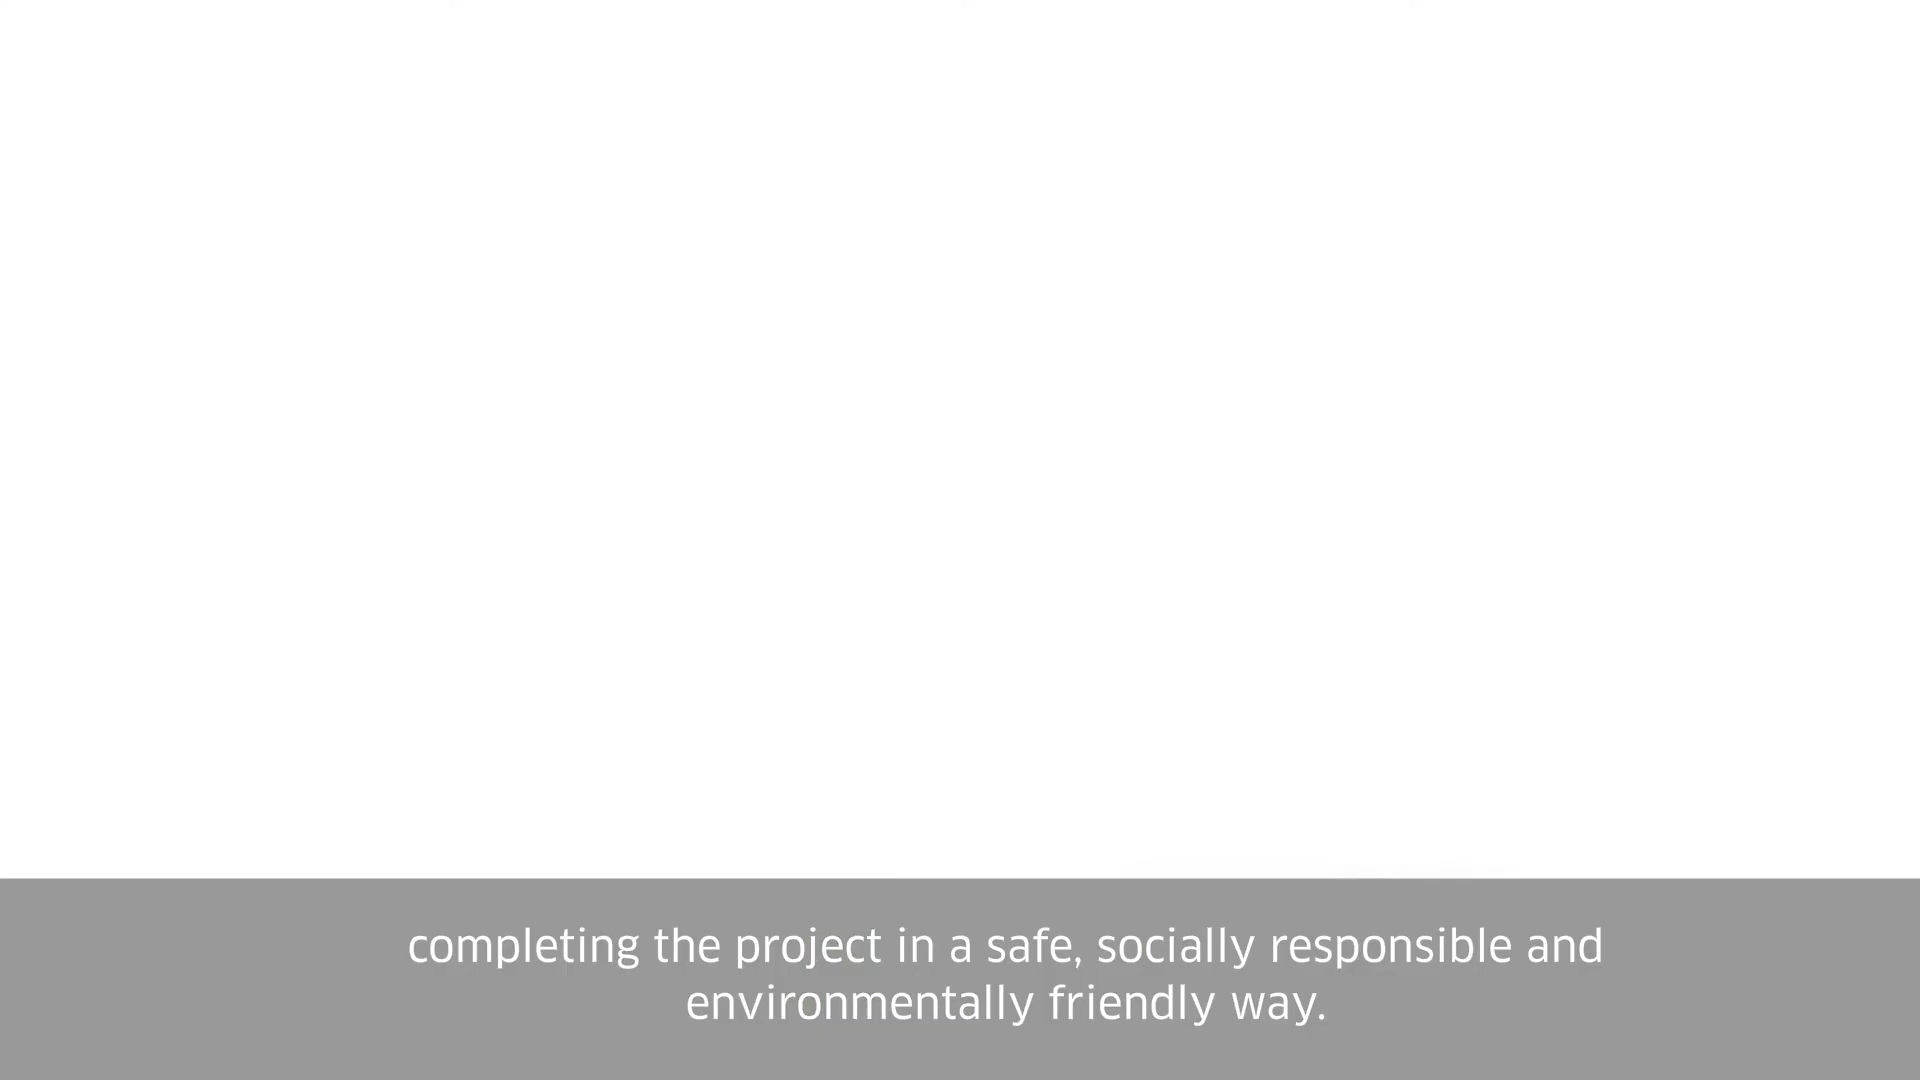 completing the project in a safe, socially responsible and
environmentally friendly way.